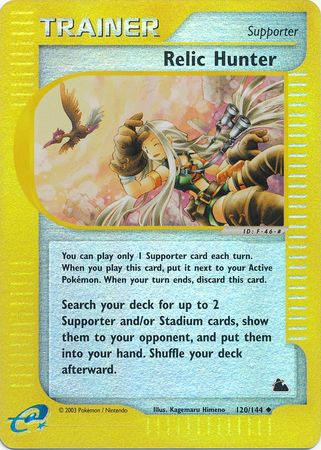 TRAINER
Supporter
Relic Hunter
ID: F-46-#
You can play only 1 Supporter card each turn.
When you play this card, put it next to your Active
Pokémon. When your turn ends, discard this card.
Search your deck for up to 2
Supporter and/or Stadium cards, show
them to your opponent, and put them
into your hand. Shuffle your deck
afterward.
e
© 2003 Pokémon / Nintendo
Illus. Kagemaru Himeno
120/144